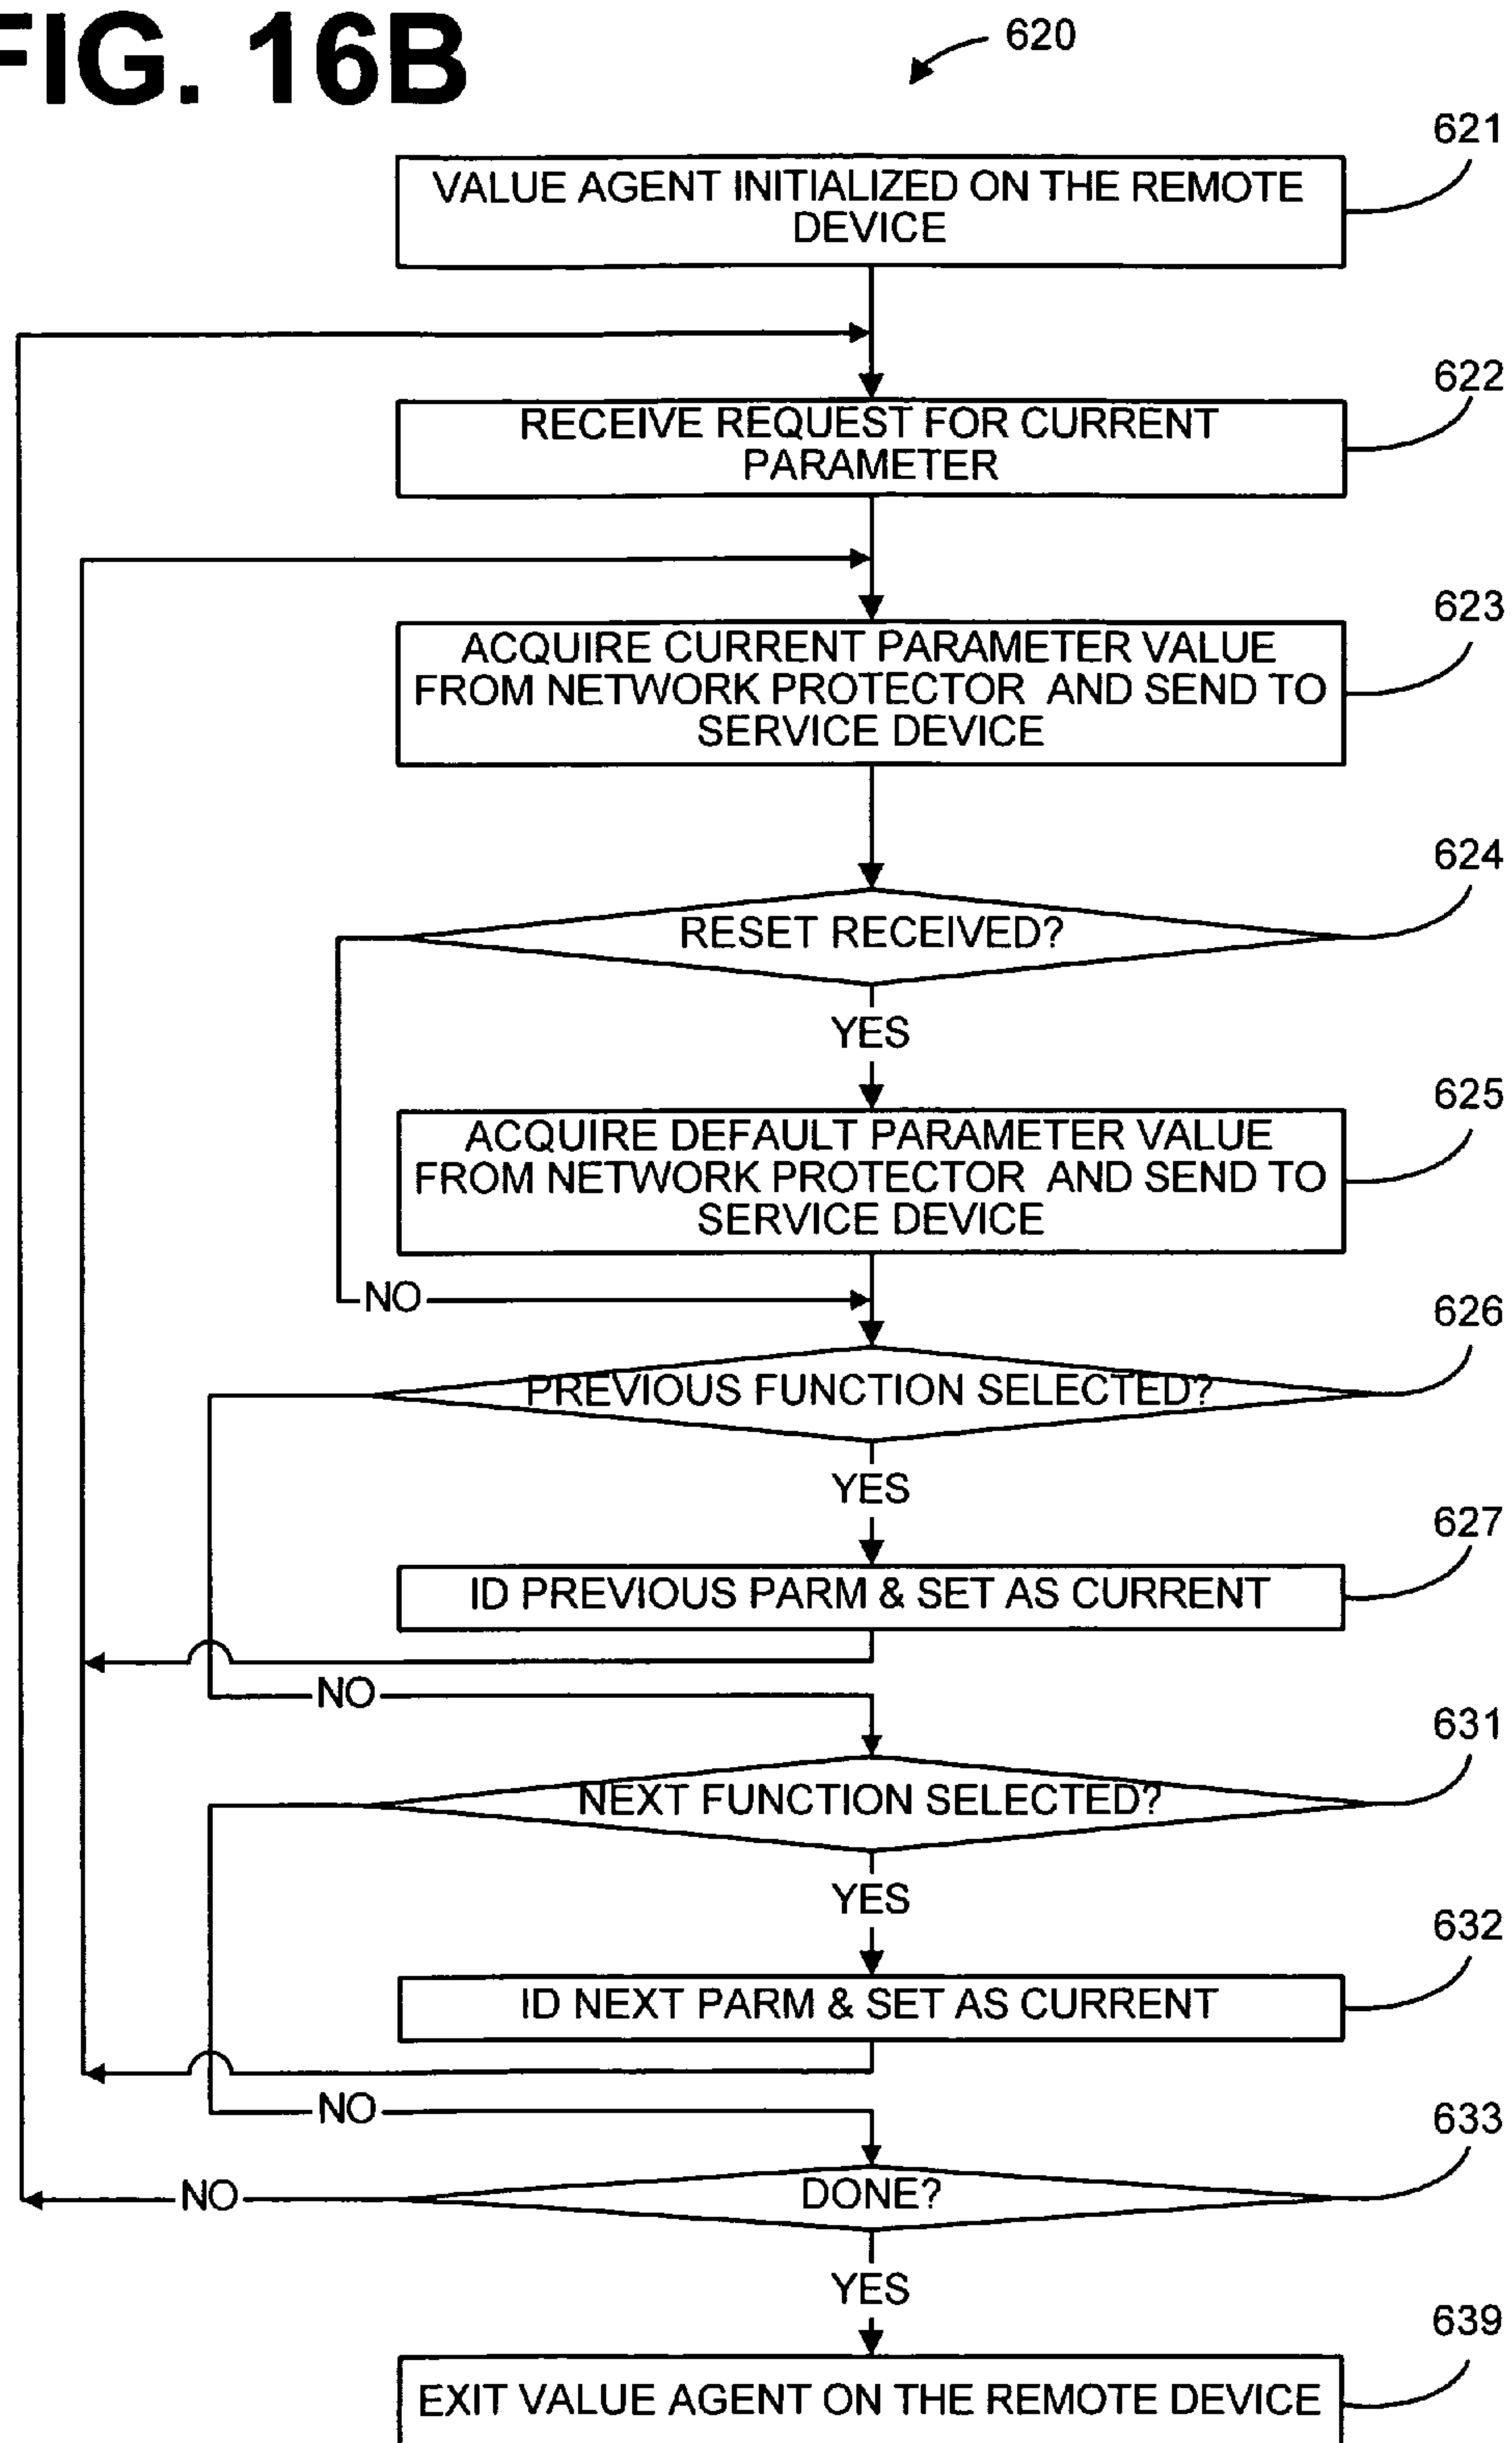 FIG. 16B
620
621
VALUE AGENT INITIALIZED ON THE REMOTE
DEVICE
622
RECEIVE REQUEST FOR CURRENT
PARAMETER
623
ACQUIRE CURRENT PARAMETER VALUE
FROM NETWORK PROTECTOR AND SEND TO
SERVICE DEVICE
624
RESET RECEIVED?
YES
625
ACQUIRE DEFAULT PARAMETER VALUE
FROM NETWORK PROTECTOR AND SEND TO
SERVICE DEVICE
NO
626
PREVIOUS FUNCTION SELECTED?
YES
627
ID PREVIOUS PARM & SET AS CURRENT
NO
631
NEXT FUNCTION SELECTED?
YES
632
ID NEXT PARM & SET AS CURRENT
NO
633
DONE?
NO
YES
639
EXIT VALUE AGENT ON THE REMOTE DEVICE